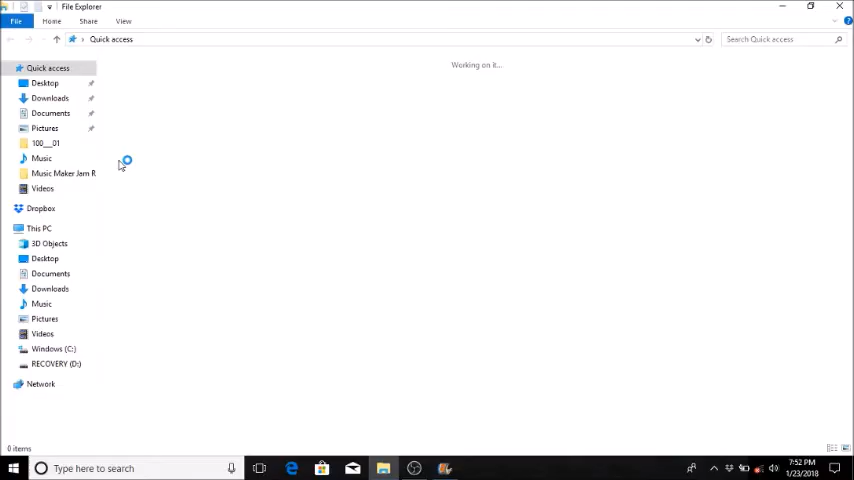 File Explorer
File Home Share View
Quick access
Search Quick access
Working on it...
Quick access
Desktop
Downloads
Documents
Pictures
100__01
Music
Music Maker Jam R
Videos
Dropbox
This PC
3D Objects
Desktop
Documents
Downloads
Music
Pictures
Videos
Windows (C:)
RECOVERY (D:)
Network
0 items
Type here to search
7:52 PM
1/23/2018